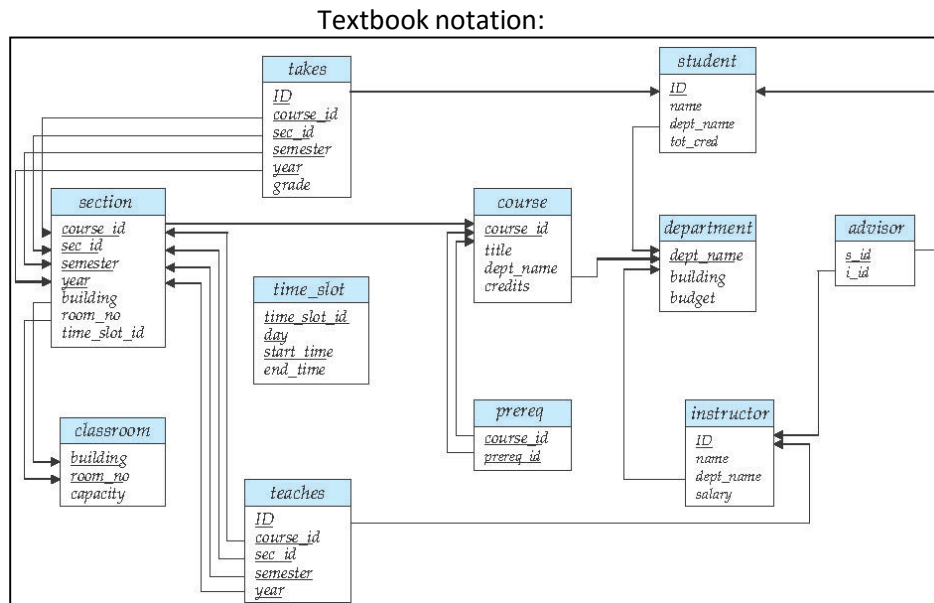 Textbook notation:
takes
ID
course_id
sec_id
semester
year
grade
student
ID
name
dept_name
tot_cred
section
course_id
sec_id
semester
year
building
room_no
time_slot_id
course
course_id
title
dept_name
credits
department
dept_name
building
budget
advisor
s_id
i_id
time_slot
time_slot_id
day
start_time
end_time
prereq
course_id
prereq_id
instructor
ID
name
dept_name
salary
classroom
building
room_no
capacity
teaches
ID
course_id
sec_id
semester
year